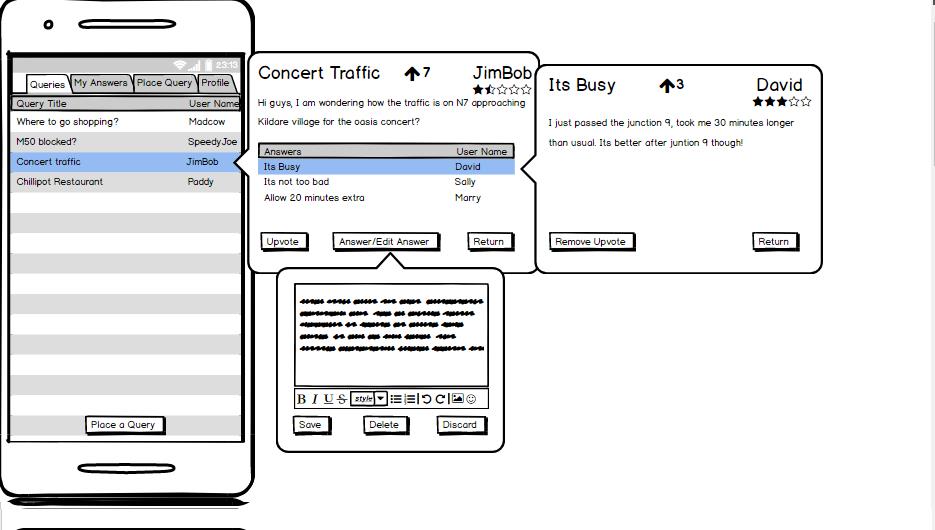 23:13
Queries My Answers Place Query Profile
Query Title User Name
Where to go shopping? Madcow
M50 blocked? SpeedyJoe
Concert traffic JimBob
Chillipot Restaurant Paddy
Place a Query
Concert Traffic 7 JimBob
Hi guys, I am wondering how the traffic is on N7 approaching
Kildare village for the oasis concert?
Answers User Name
Its Busy David
Its not too bad Sally
Allow 20 minutes extra Marry
Upvote Answer/Edit Answer Return
B I U S style
Save Delete Discard
Its Busy 3 David
I just passed the junction 9, took me 30 minutes longer
than usual. Its better after juntion 9 though!
Remove Upvote Return